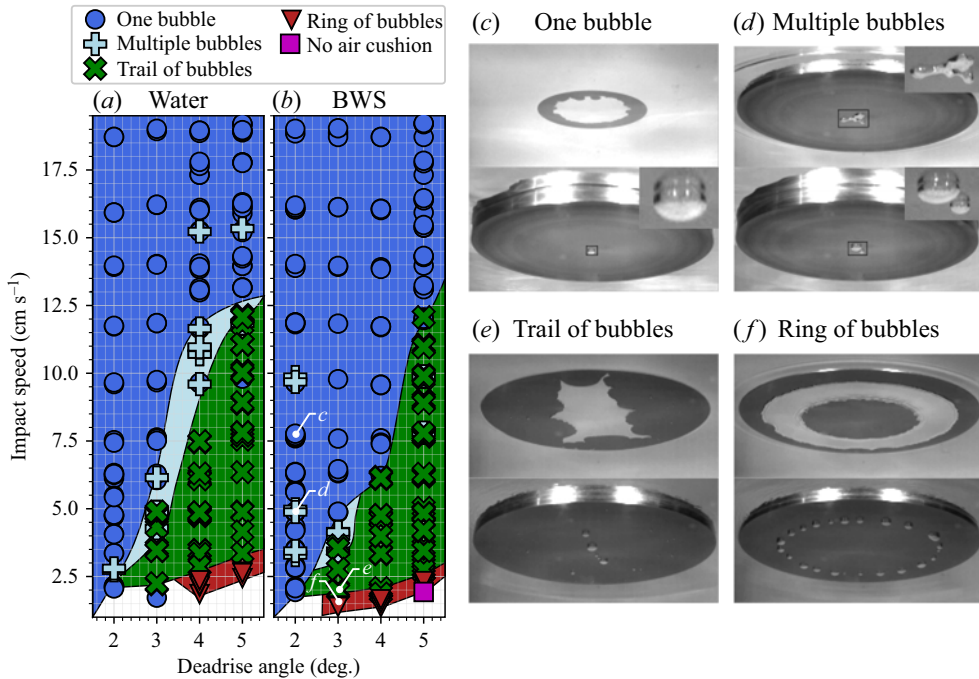 One bubble
Multiple bubbles
Trail of bubbles
Ring of bubbles
No air cushion
(a) Water
(b) BWS
17.5
15.0
12.5
10.0
7.5
5.0
2.5
Impact speed (cm s⁻¹)
c
d
e
f
2 3 4 5
2 3 4 5
Deadrise angle (deg.)
(c) One bubble
(d) Multiple bubbles
(e) Trail of bubbles
(f) Ring of bubbles